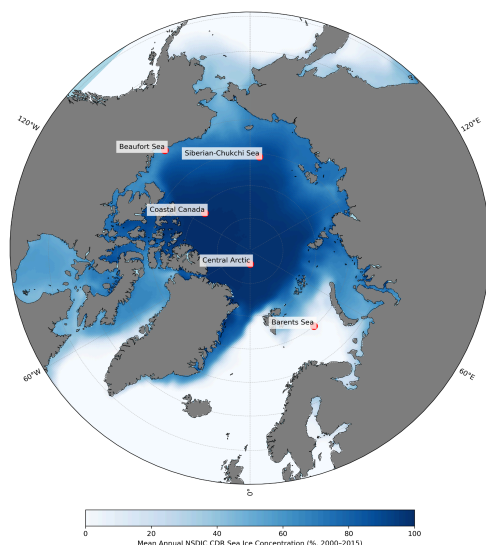 120°W
120°E
Beaufort Sea
Siberian-Chukchi Sea
Coastal Canada
Central Arctic
Barents Sea
60°W
60°E
0°
0 20 40 60 80 100
Mean Annual NSDIC CDR Sea Ice Concentration (%, 2000–2015)